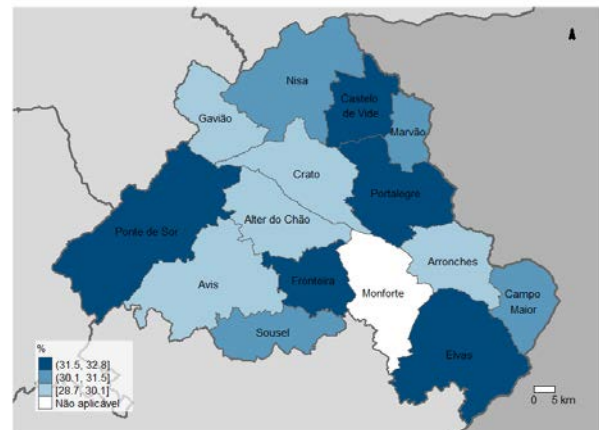 Nisa
Castelo
de Vide
Gavião
Marvão
Crato
Portalegre
Alter do Chão
Ponte de Sor
Arronches
Avis
Fronteira
Monforte
Campo
Maior
Sousel
Elvas
%
(31.5, 32.8]
(30.1, 31.5]
[28.7, 30.1]
Não aplicável
0 5 km